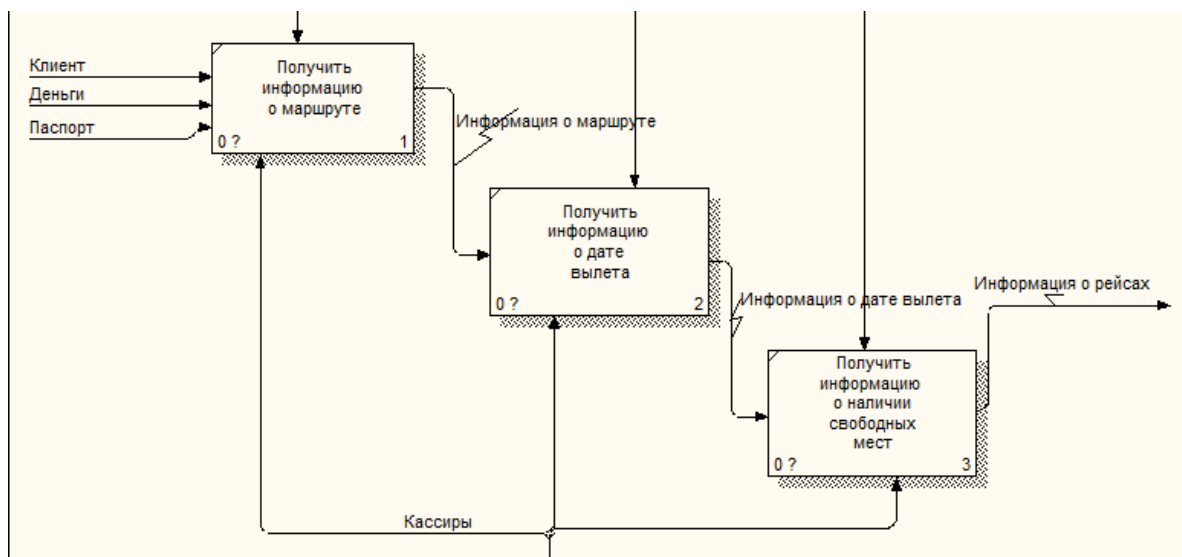 Клиент
Деньги
Паспорт
Получить
информацию
о маршруте
0 ?
1
Информация о маршруте
Получить
информацию
о дате
вылета
0 ?
2
Информация о дате вылета
Информация о рейсах
Получить
информацию
о наличии
свободных
мест
0 ?
3
Кассиры